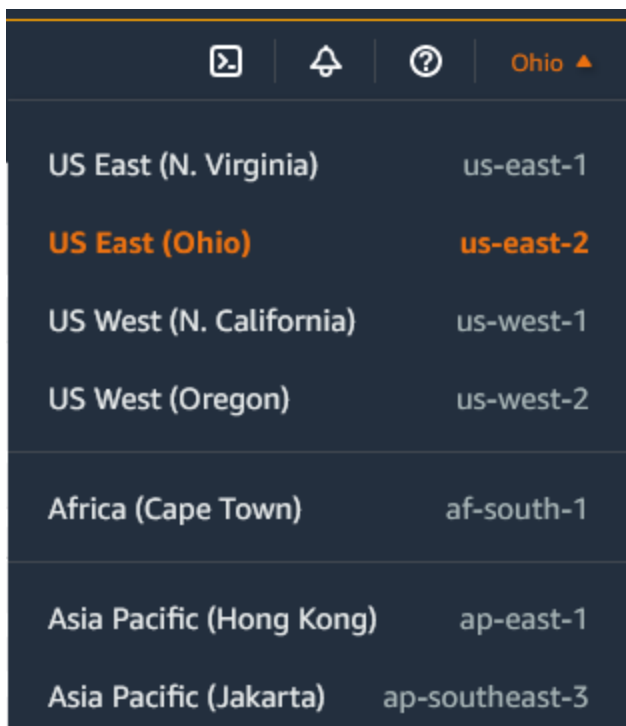 Ohio
US East (N. Virginia) us-east-1
US East (Ohio) us-east-2
US West (N. California) us-west-1
US West (Oregon) us-west-2
Africa (Cape Town) af-south-1
Asia Pacific (Hong Kong) ap-east-1
Asia Pacific (Jakarta) ap-southeast-3